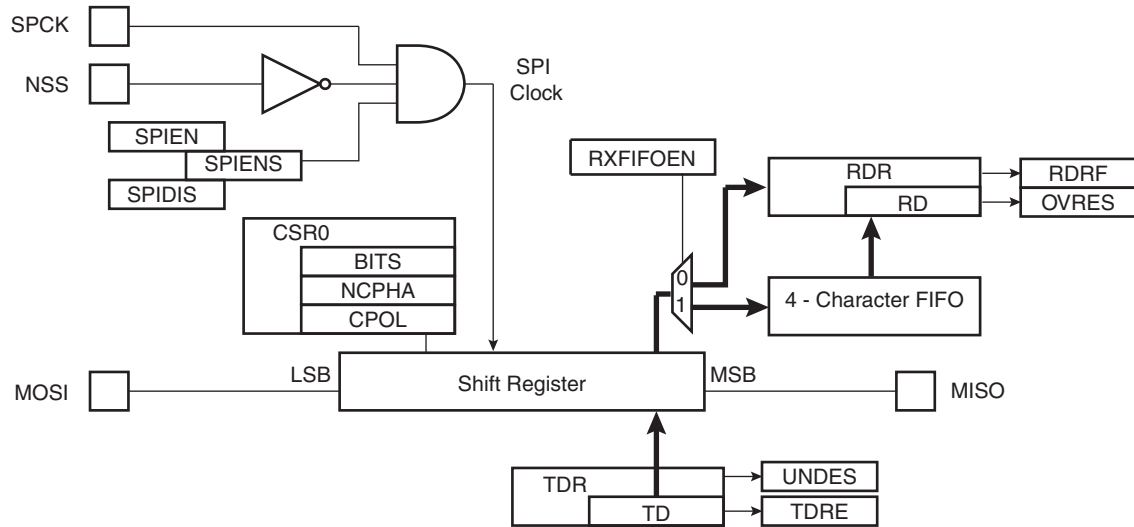 SPCK
NSS
SPI
Clock
SPIEN
SPIENS
SPIDIS
RXFIFOEN
RDR
RD
RDRF
OVRES
CSR0
BITS
NCPHA
CPOL
0
1
4 - Character FIFO
MOSI
LSB
Shift Register
MSB
MISO
TDR
TD
UNDES
TDRE